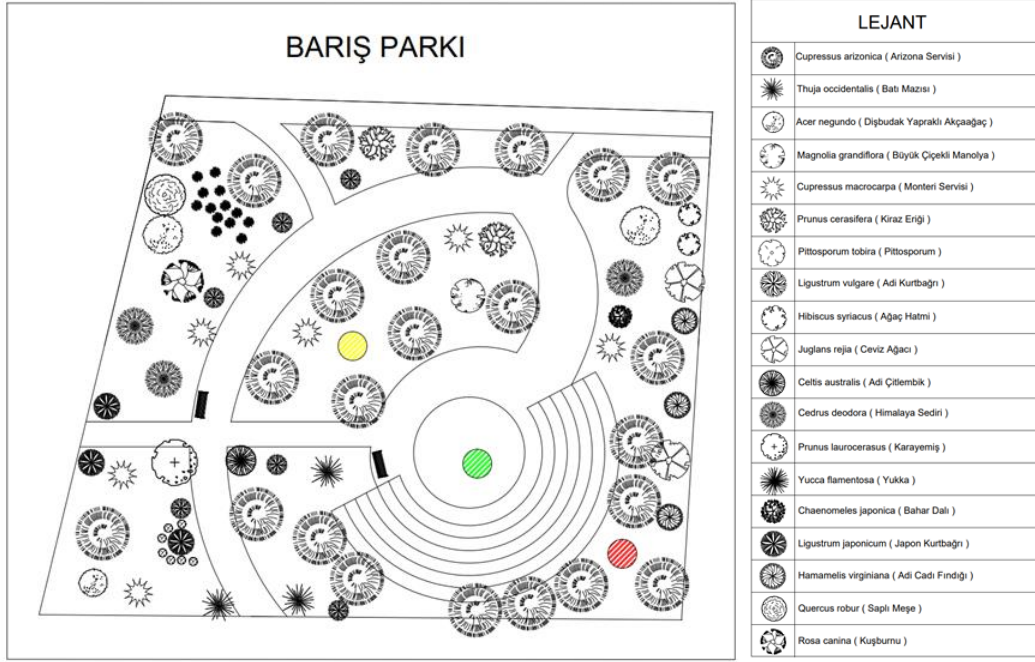 BARIŞ PARKI
LEJANT
Cupressus arizonica ( Arizona Servisi )
Thuja occidentalis ( Batı Mazısı )
Acer negundo ( Dişbudak Yapraklı Akçaağaç )
Magnolia grandiflora ( Büyük Çiçekli Manolya )
Cupressus macrocarpa ( Monteri Servisi )
Prunus cerasifera ( Kiraz Eriği )
Pittosporum tobira ( Pittosporum )
Ligustrum vulgare ( Adi Kurtbağrı )
Hibiscus syriacus ( Ağaç Hatmi )
Juglans rejia ( Ceviz Ağacı )
Celtis australis ( Adi Çitlembik )
Cedrus deodora ( Himalaya Sediri )
Prunus laurocerasus ( Karayemiş )
Yucca flamentosa ( Yukka )
Chaenomeles japonica ( Bahar Dalı )
Ligustrum japonicum ( Japon Kurtbağrı )
Hamamelis virginiana ( Adi Cadı Fındığı )
Quercus robur ( Saplı Meşe )
Rosa canina ( Kuşburnu )